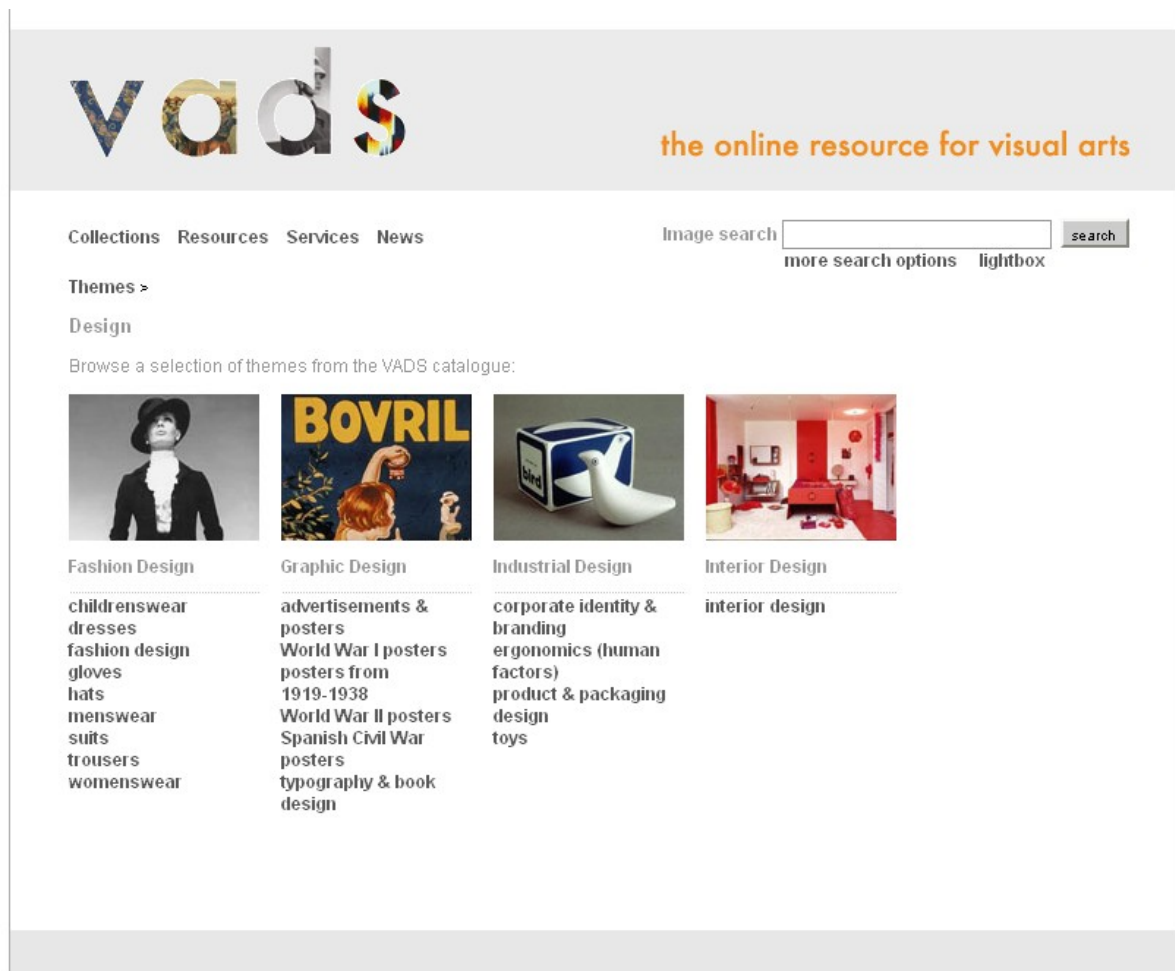 vads
the online resource for visual arts
Collections Resources Services News
Image search search
more search options lightbox
Themes >
Design
Browse a selection of themes from the VADS catalogue:
BOVRIL
bird
Fashion Design
childrenswear
dresses
fashion design
gloves
hats
menswear
suits
trousers
womenswear
Graphic Design
advertisements &
posters
World War I posters
posters from
1919-1938
World War II posters
Spanish Civil War
posters
typography & book
design
Industrial Design
corporate identity &
branding
ergonomics (human
factors)
product & packaging
design
toys
Interior Design
interior design